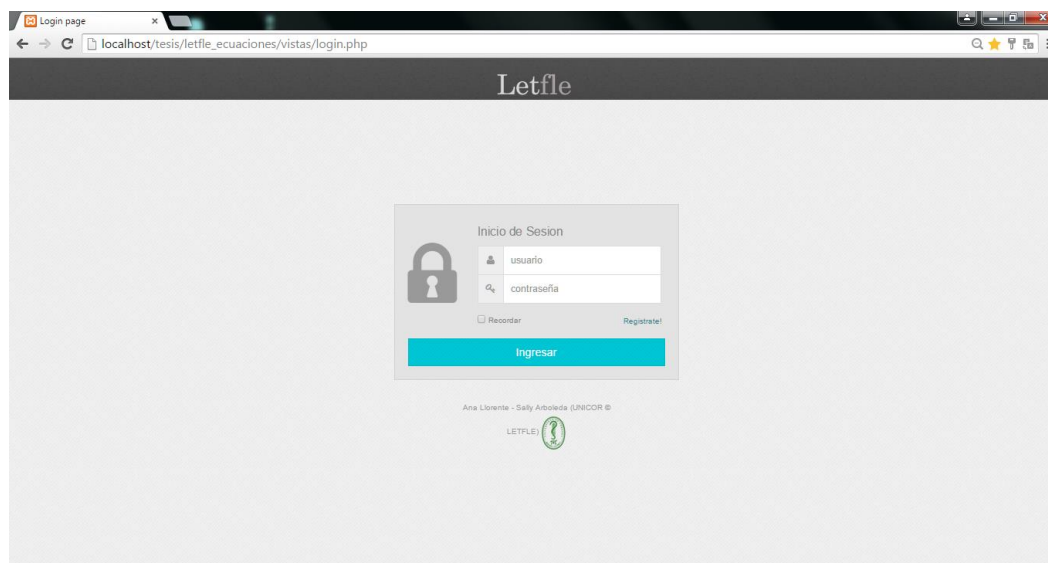 Login page
localhost/tesis/letfle_ecuaciones/vistas/login.php
Letfle
Inicio de Sesion
usuario
contraseña
Recordar
Registrate!
Ingresar
Ana Llorente - Sally Arboleda (UNICOR ©
LETFLE)